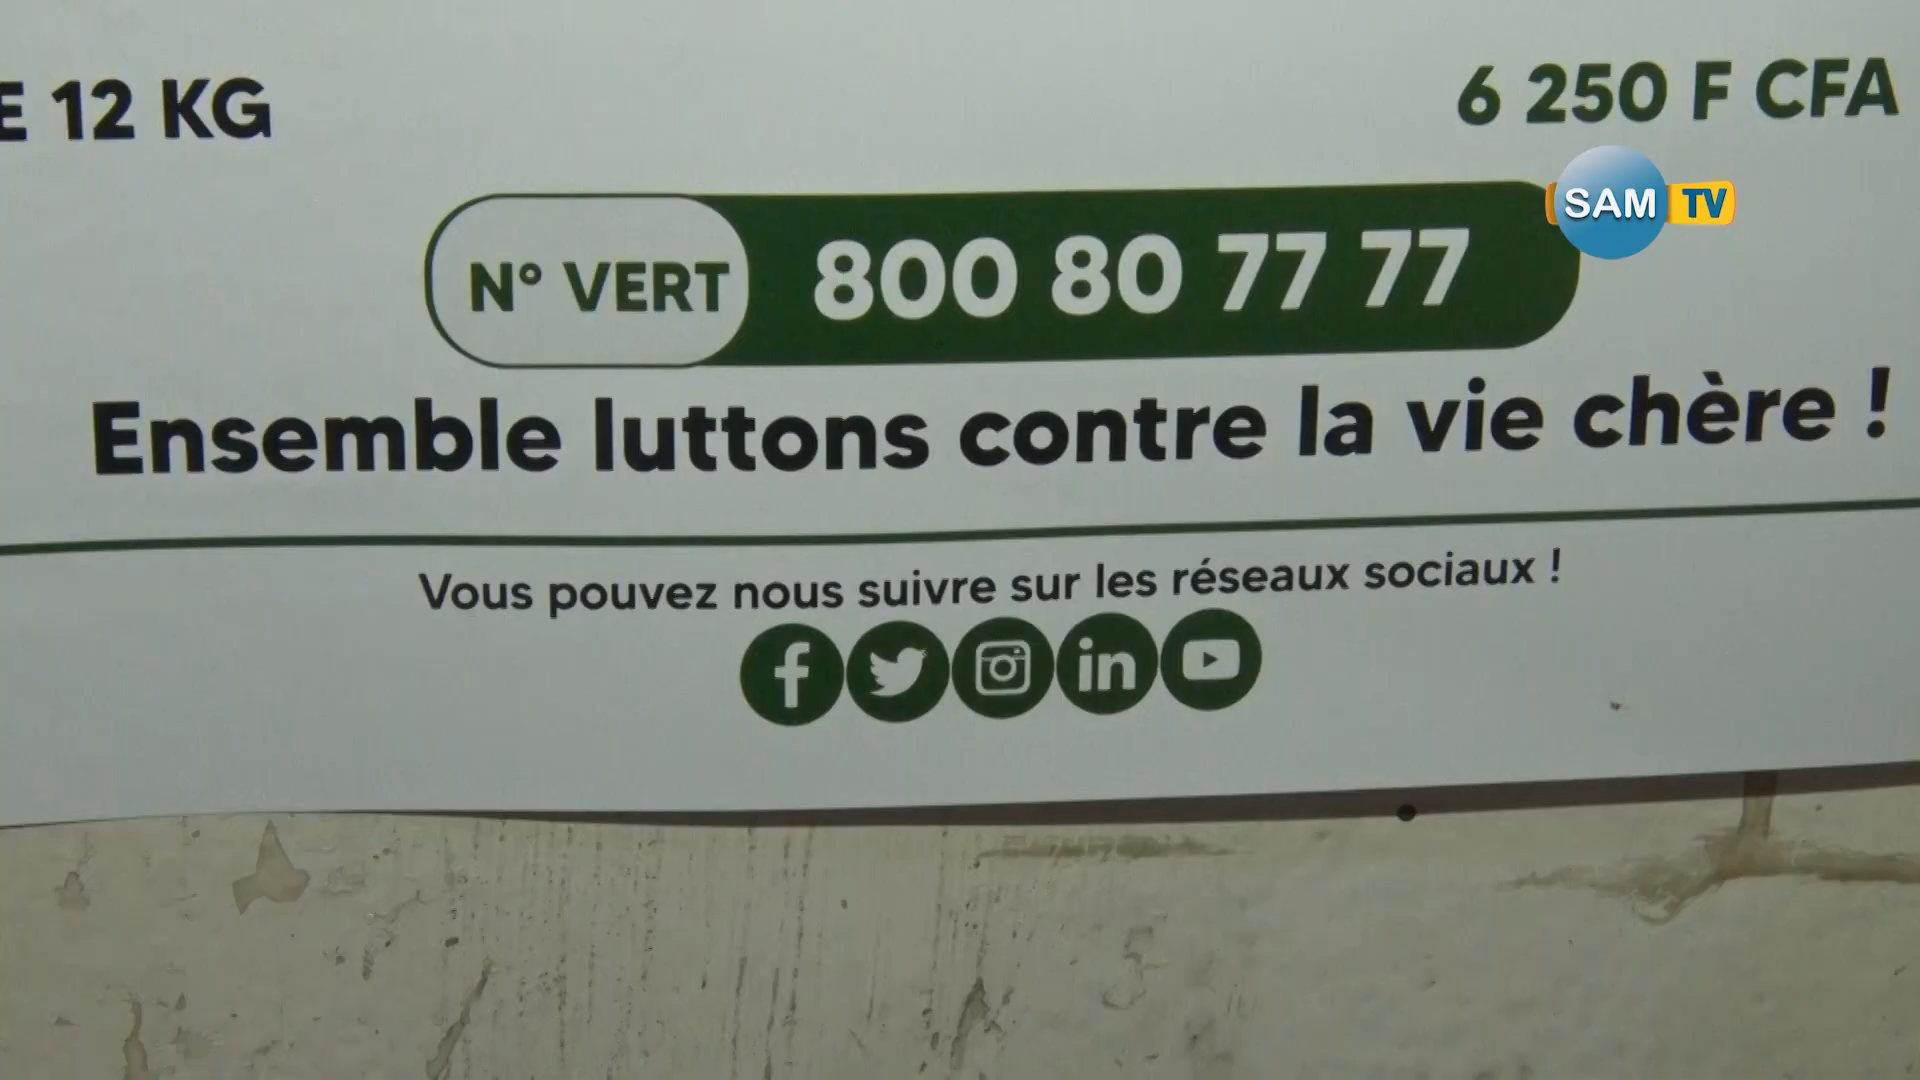 E 12 KG
6 250 F CFA
SAM TV
N° VERT 800 80 77 77
Ensemble luttons contre la vie chère !
Vous pouvez nous suivre sur les réseaux sociaux !